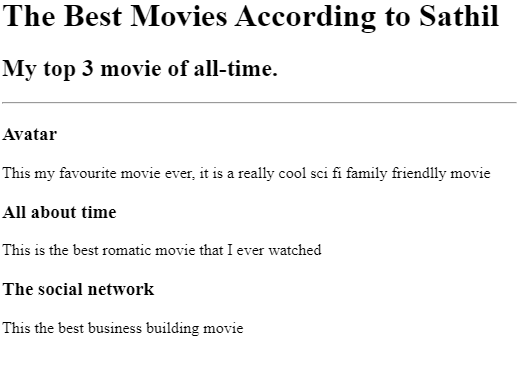 The Best Movies According to Sathil
My top 3 movie of all-time.
Avatar
This my favourite movie ever, it is a really cool sci fi family friendlly movie
All about time
This is the best romatic movie that I ever watched
The social network
This the best business building movie